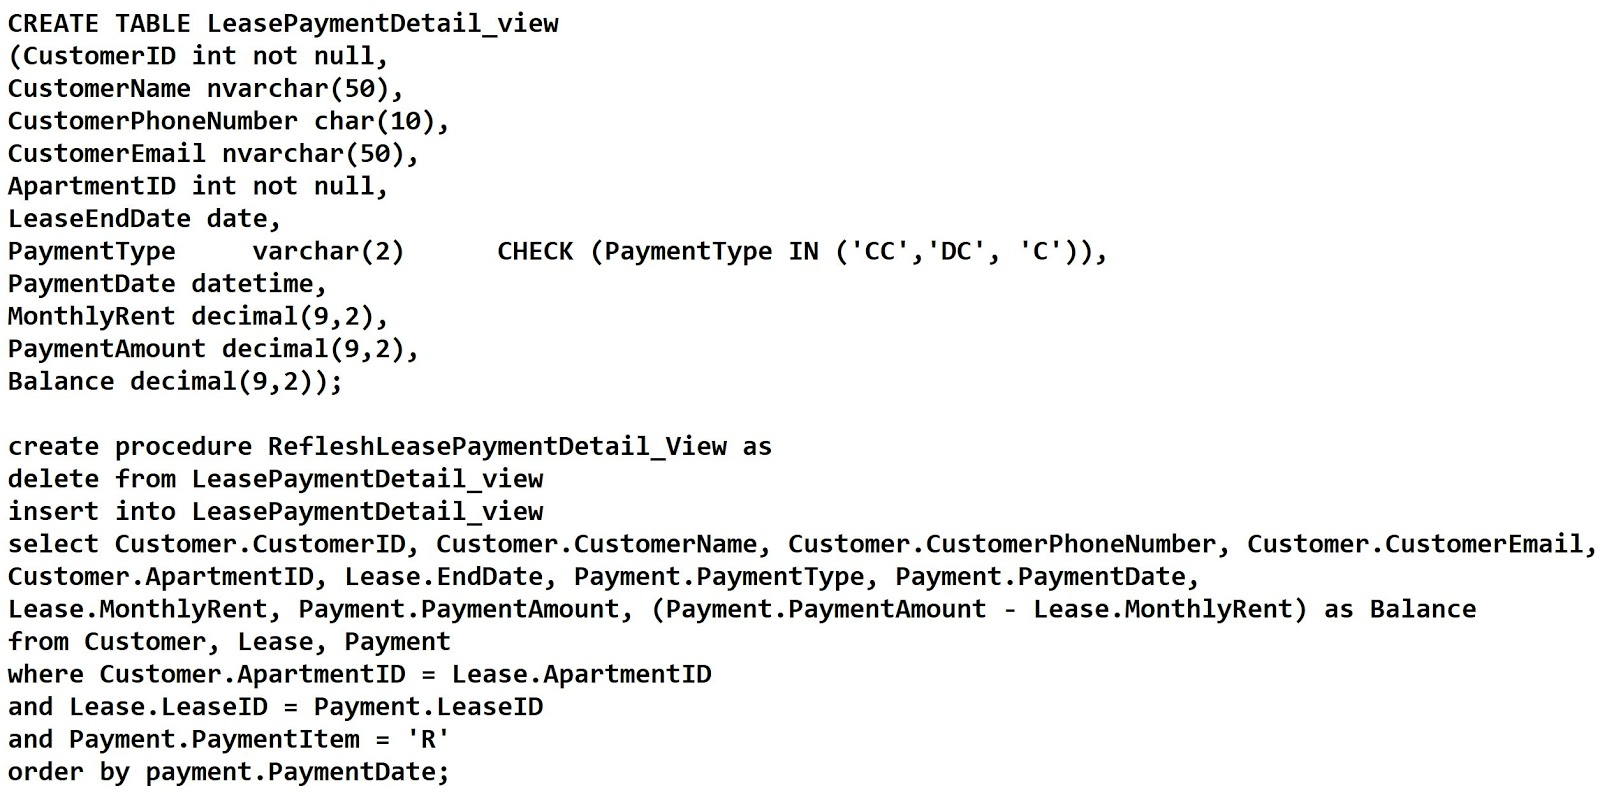 CREATE TABLE LeasePaymentDetail_view
(CustomerID int not null,
CustomerName nvarchar(50),
CustomerPhoneNumber char(10),
CustomerEmail nvarchar(50),
ApartmentID int not null,
LeaseEndDate date,
PaymentType     varchar(2)      CHECK (PaymentType IN ('CC','DC', 'C')),
PaymentDate datetime,
MonthlyRent decimal(9,2),
PaymentAmount decimal(9,2),
Balance decimal(9,2));

create procedure RefleshLeasePaymentDetail_View as
delete from LeasePaymentDetail_view
insert into LeasePaymentDetail_view
select Customer.CustomerID, Customer.CustomerName, Customer.CustomerPhoneNumber, Customer.CustomerEmail,
Customer.ApartmentID, Lease.EndDate, Payment.PaymentType, Payment.PaymentDate,
Lease.MonthlyRent, Payment.PaymentAmount, (Payment.PaymentAmount - Lease.MonthlyRent) as Balance
from Customer, Lease, Payment
where Customer.ApartmentID = Lease.ApartmentID
and Lease.LeaseID = Payment.LeaseID
and Payment.PaymentItem = 'R'
order by payment.PaymentDate;